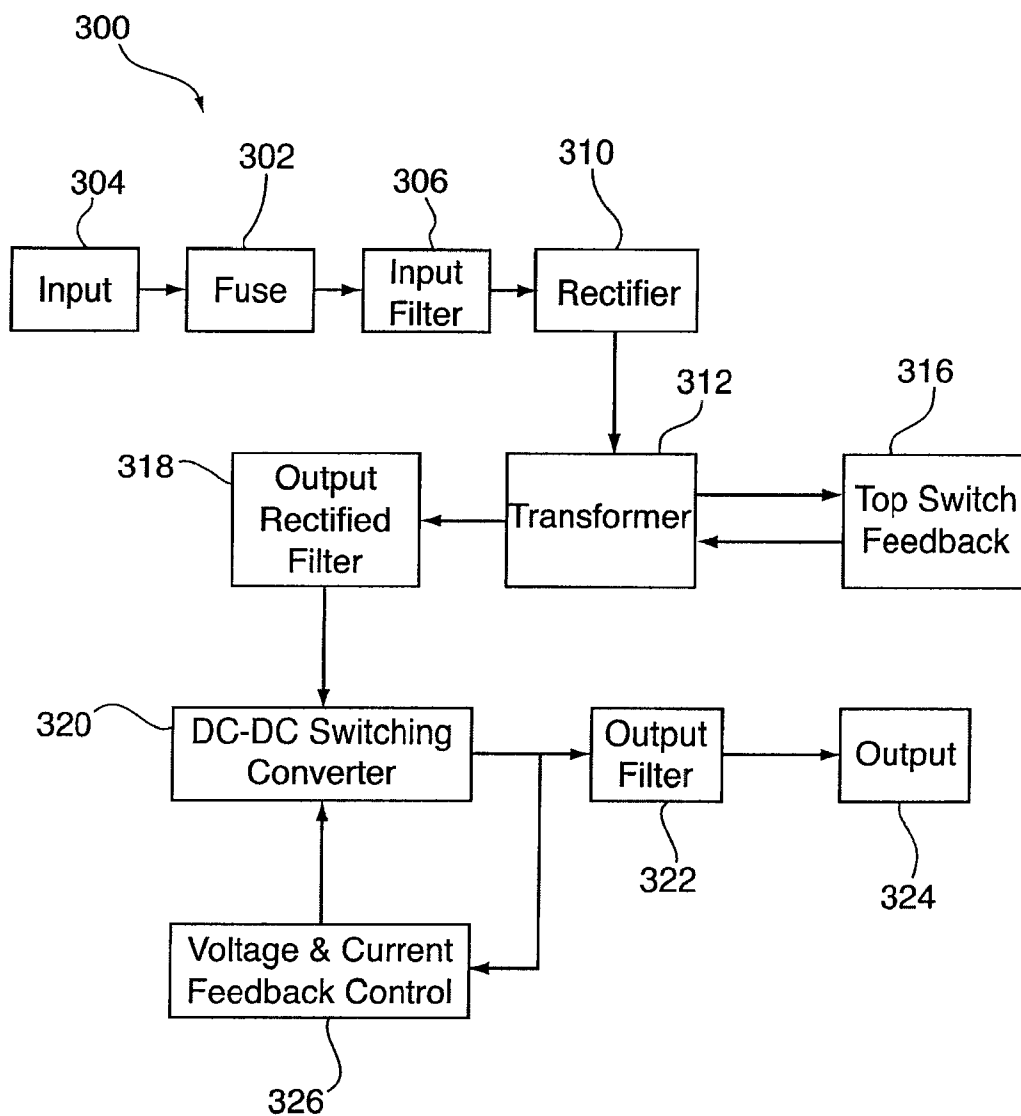 300
304
302
306
310
Input
Fuse
Input
Filter
Rectifier
312
316
318
Output
Rectified
Filter
Transformer
Top Switch
Feedback
320
DC-DC Switching
Converter
Output
Filter
Output
322
324
Voltage & Current
Feedback Control
326